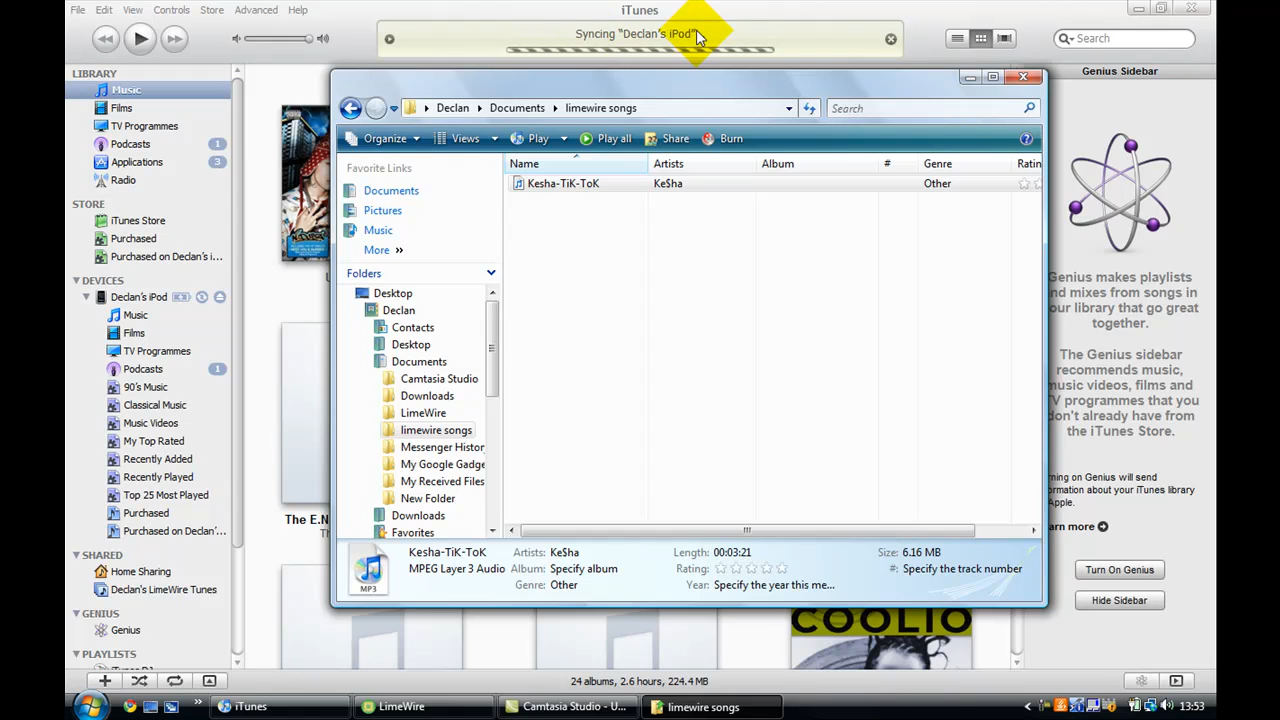 File Edit View Controls Store Advanced Help
iTunes
Syncing “Declan’s iPod”
Search
LIBRARY
Music
Films
TV Programmes
Podcasts 1
Applications 3
Radio
STORE
iTunes Store
Purchased
Purchased on Declan’s i...
DEVICES
Declan’s iPod
Music
Films
TV Programmes
Podcasts 1
90’s Music
Classical Music
Music Videos
My Top Rated
Recently Added
Recently Played
Top 25 Most Played
Purchased
Purchased on Declan’...
SHARED
Home Sharing
Declan’s LimeWire Tunes
GENIUS
Genius
PLAYLISTS
iTunes DJ
Declan Documents limewire songs
Search
Organize Views Play Play all Share Burn
Favorite Links
Documents
Pictures
Music
More »
Folders
Desktop
Declan
Contacts
Desktop
Documents
Camtasia Studio
Downloads
LimeWire
limewire songs
Messenger Histor
My Google Gadge
My Received Files
New Folder
Downloads
Favorites
Name Artists Album # Genre Ratin
Kesha-TiK-ToK Ke$ha Other
Kesha-TiK-ToK Artists: Ke$ha Length: 00:03:21 Size: 6.16 MB
MPEG Layer 3 Audio Album: Specify album Rating: #: Specify the track number
Genre: Other Year: Specify the year this me...
MP3
The E.N
COOLIO
Genius Sidebar
Genius makes playlists
and mixes from songs in
our library that go great
together.
The Genius sidebar
recommends music,
music videos, films and
TV programmes that you
don't already have from
the iTunes Store.
ning on Genius will send
ormation about your iTunes library
Apple.
arn more
Turn On Genius
Hide Sidebar
24 albums, 2.6 hours, 224.4 MB
iTunes LimeWire Camtasia Studio - U... limewire songs 13:53